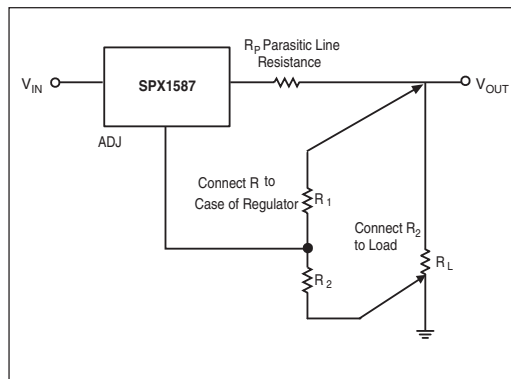 R_P Parasitic Line
Resistance
V_IN
SPX1587
V_OUT
ADJ
Connect R to
Case of Regulator
R_1
Connect R_2
to Load
R_2
R_L